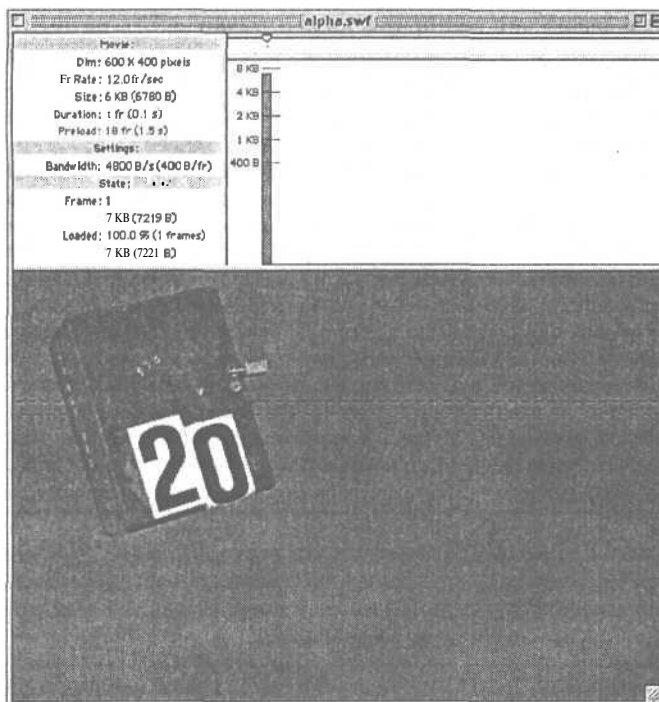 alpha.swf
Movie:
Dim: 600 X 400 pixels
Fr Rate: 12.0 fr/sec
Size: 6 KB (6780 B)
Duration: 1 fr (0.1 s)
Preload: 18 fr (1.5 s)
Settings:
Bandwidth: 4800 B/s (400 B/fr)
State:
Frame: 1
7 KB (7219 B)
Loaded: 100.0 % (1 frames)
7 KB (7221 B)
8 KB
4 KB
2 KB
1 KB
400 B
20